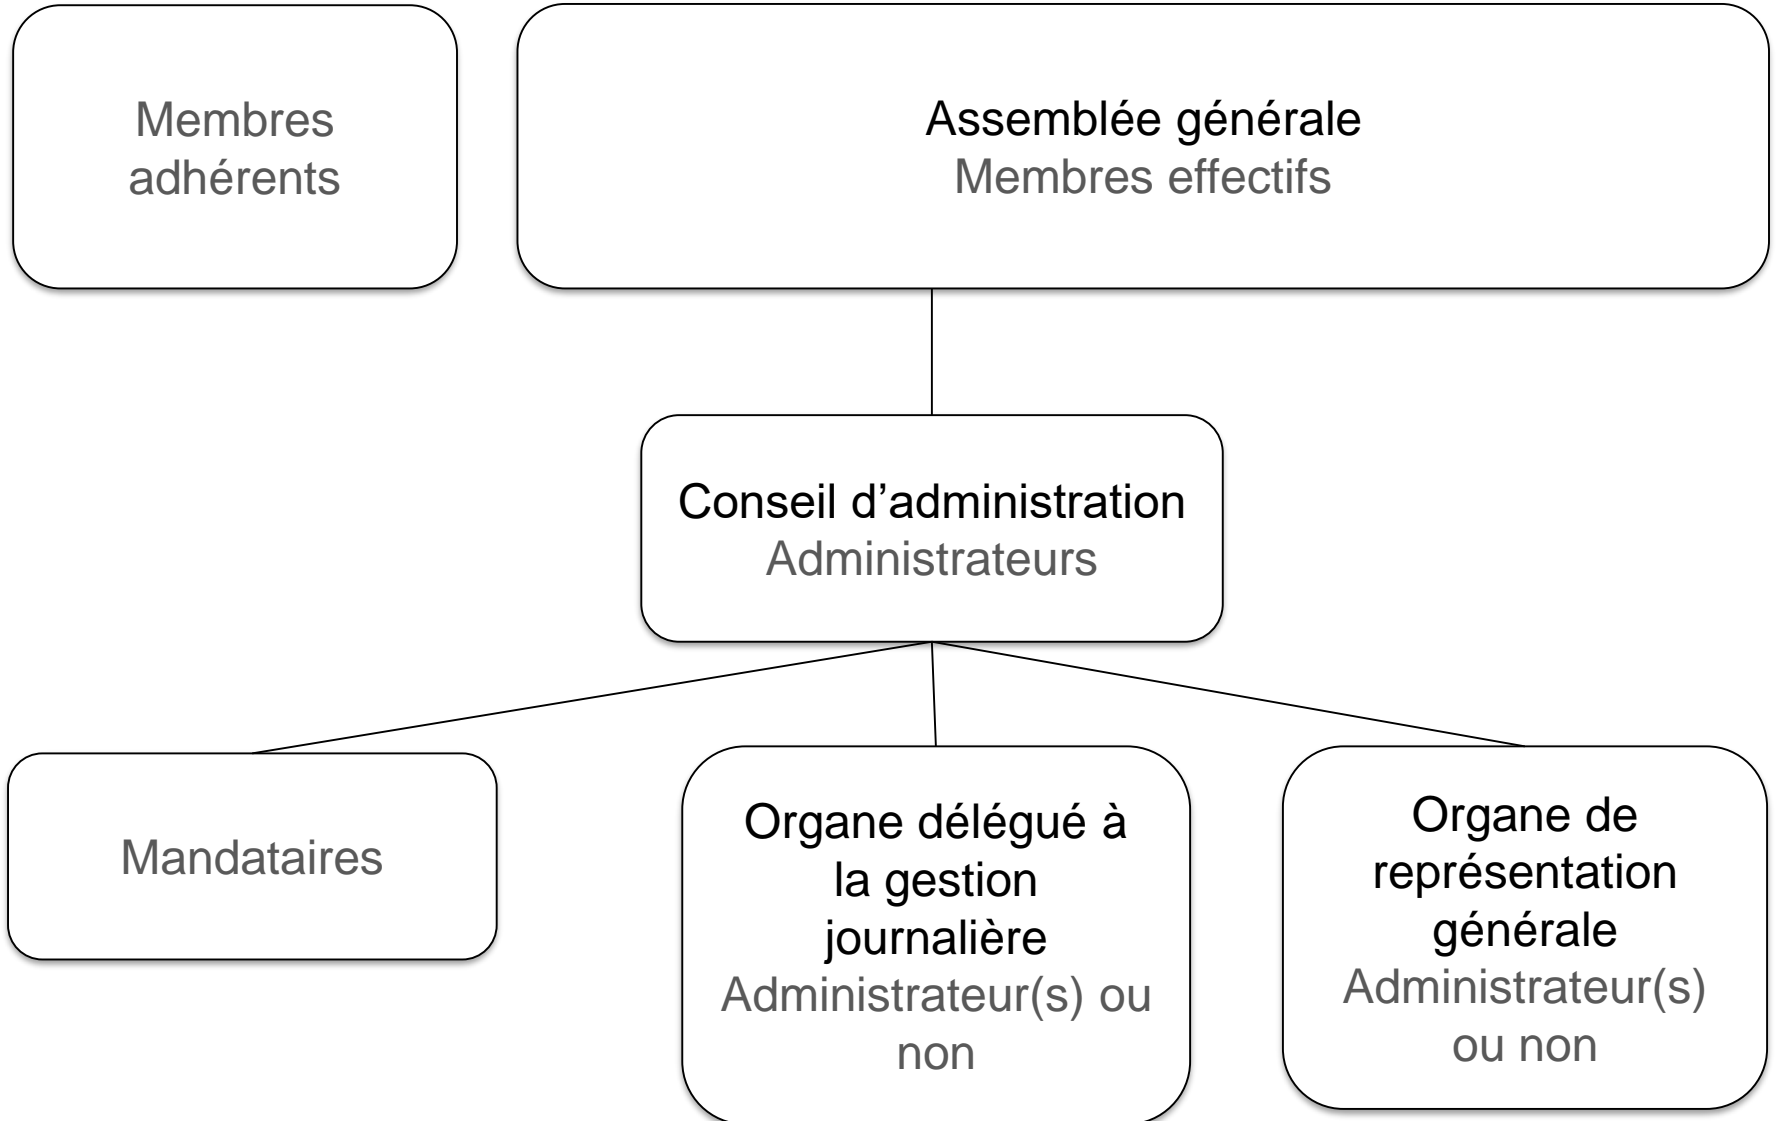 Membres
adhérents
Assemblée générale
Membres effectifs
Conseil d’administration
Administrateurs
Mandataires
Organe délégué à
la gestion
journalière
Administrateur(s) ou
non
Organe de
représentation
générale
Administrateur(s)
ou non